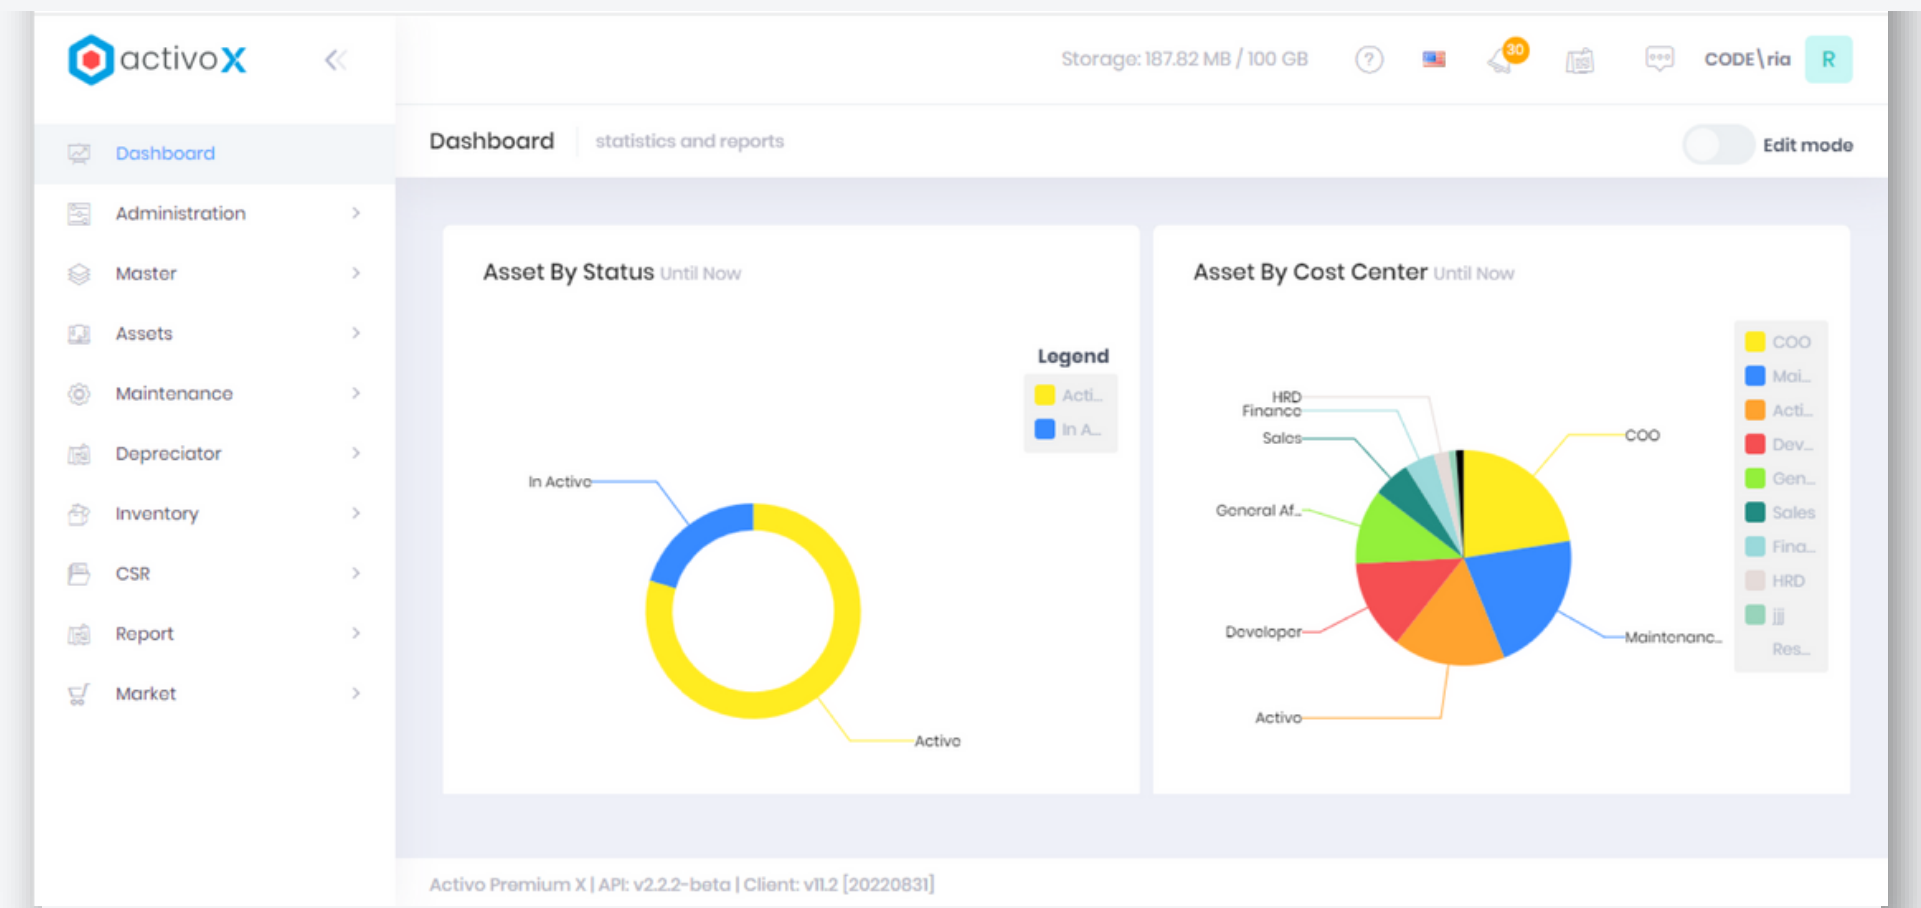 activo X
Storage: 187.82 MB / 100 GB
30
CODE\ria
R
Dashboard
Administration
Master
Assets
Maintenance
Depreciator
Inventory
CSR
Report
Market
Dashboard
statistics and reports
Edit mode
Asset By Status Until Now
Legend
Acti...
In A...
In Active
Active
Asset By Cost Center Until Now
HRD
Finance
Sales
General Af...
Developer
Activo
COO
Maintenanc...
COO
Mai...
Acti...
Dev...
Gen...
Sales
Fina...
HRD
jjj
Res...
Activo Premium X | API: v2.2.2-beta | Client: v11.2 [20220831]